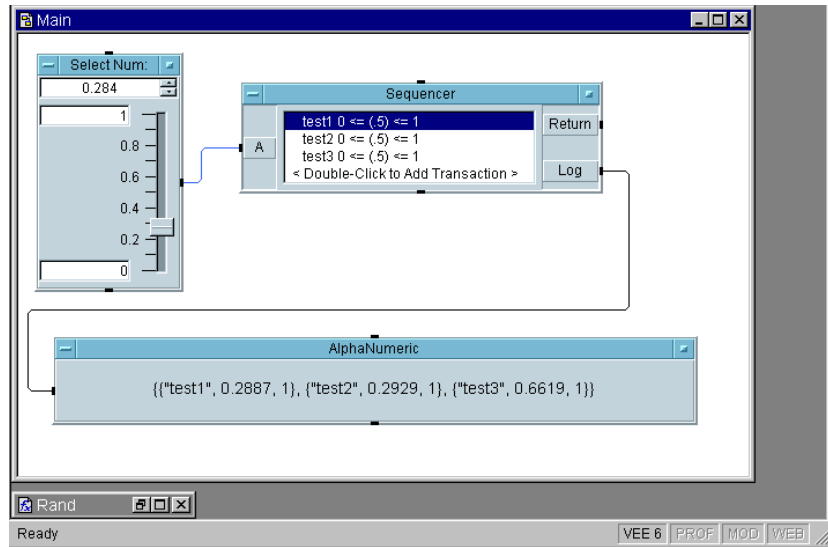 Main
Select Num:
0.284
1
0.8
0.6
0.4
0.2
0
Sequencer
A
test1 0 <= (.5) <= 1
test2 0 <= (.5) <= 1
test3 0 <= (.5) <= 1
< Double-Click to Add Transaction >
Return
Log
AlphaNumeric
{{"test1", 0.2887, 1}, {"test2", 0.2929, 1}, {"test3", 0.6619, 1}}
Rand
Ready
VEE 6 PROF MOD WEB